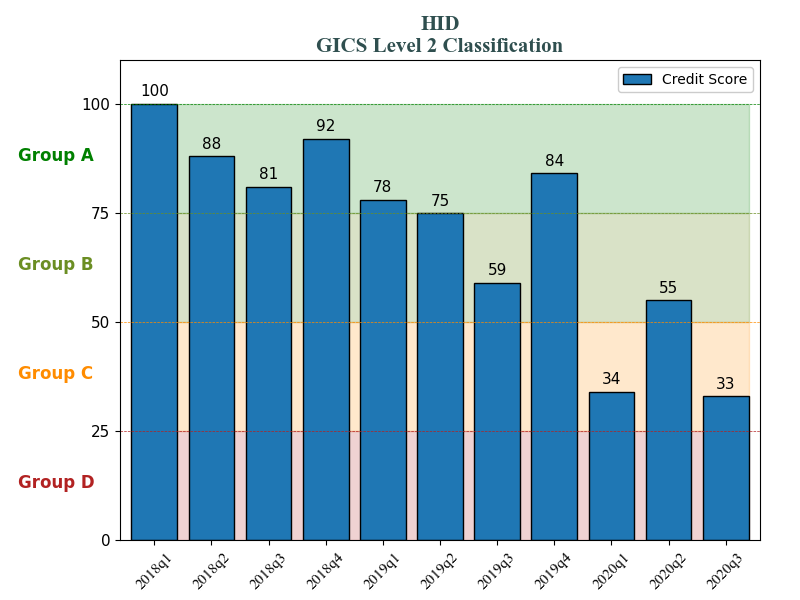 HID
GICS Level 2 Classification
Credit Score
100
75
50
25
0
Group A
Group B
Group C
Group D
100
88
81
92
78
75
59
84
34
55
33
2018q1
2018q2
2018q3
2018q4
2019q1
2019q2
2019q3
2019q4
2020q1
2020q2
2020q3